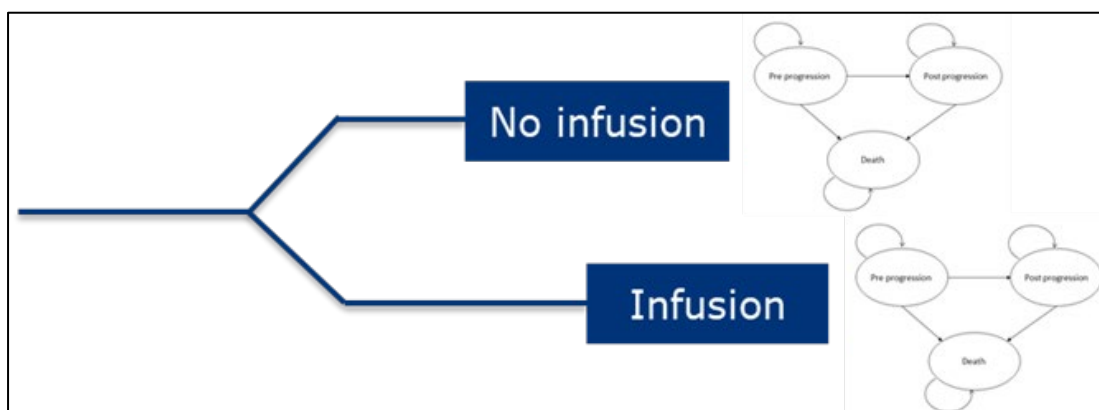 No infusion
Pre progression
Post progression
Death
Infusion
Pre progression
Post progression
Death